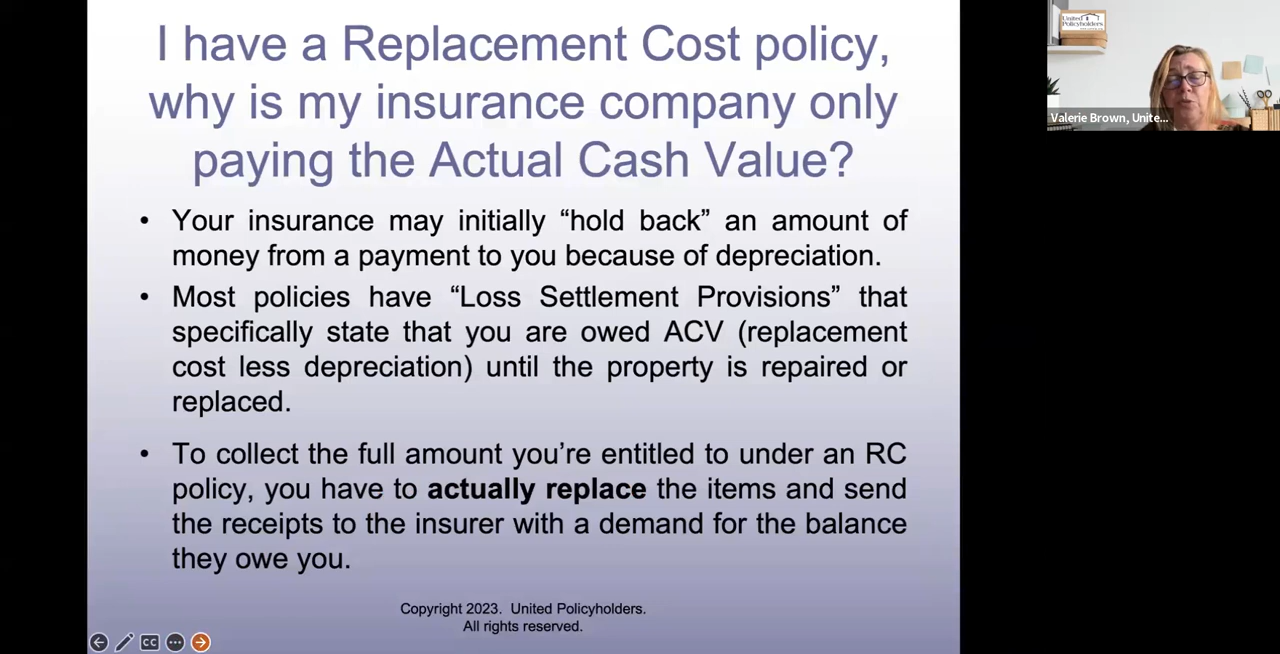 I have a Replacement Cost policy,
why is my insurance company only
paying the Actual Cash Value?
• Your insurance may initially “hold back” an amount of
money from a payment to you because of depreciation.
• Most policies have “Loss Settlement Provisions” that
specifically state that you are owed ACV (replacement
cost less depreciation) until the property is repaired or
replaced.
• To collect the full amount you’re entitled to under an RC
policy, you have to actually replace the items and send
the receipts to the insurer with a demand for the balance
they owe you.
Copyright 2023. United Policyholders.
All rights reserved.
CC
United
Policyholders
Valerie Brown, Unite...